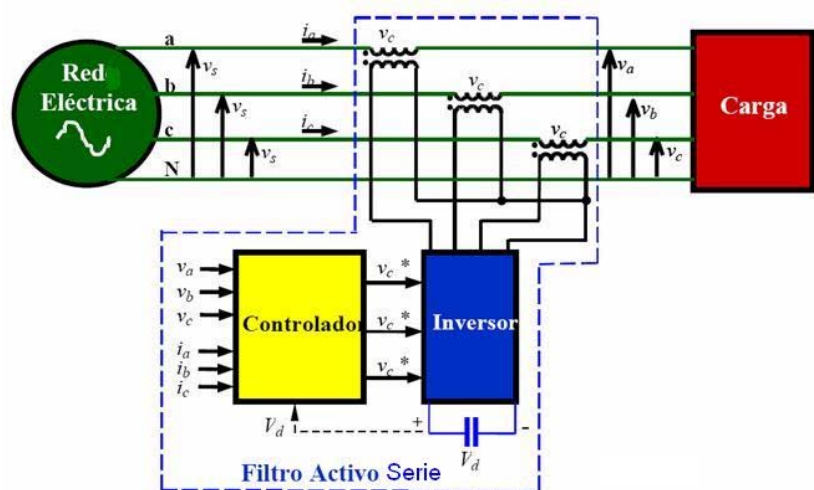 Red
Eléctrica
a
b
c
N
v_s
v_s
v_s
i_a
i_b
i_c
v_c
v_c
v_c
v_a
v_b
v_c
Carga
v_a
v_b
v_c
i_a
i_b
i_c
Controlador
v_c *
v_c *
v_c *
Inversor
V_d
+
-
V_d
Filtro Activo Serie